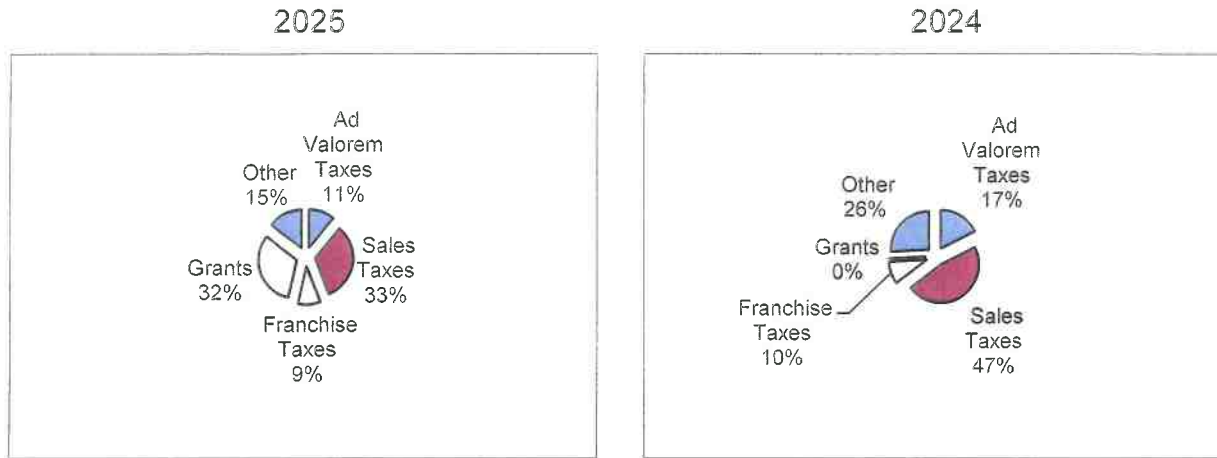 2025
Ad
Valorem
Taxes
11%
Other
15%
Sales
Taxes
33%
Grants
32%
Franchise
Taxes
9%
2024
Ad
Valorem
Taxes
17%
Other
26%
Grants
0%
Franchise
Taxes
10%
Sales
Taxes
47%